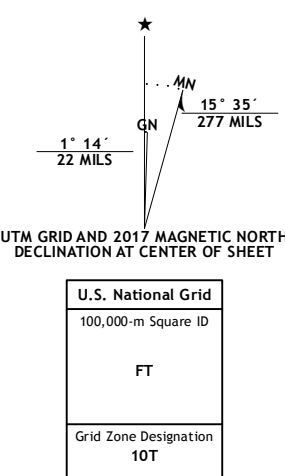 ★
MN
15° 35´
277 MILS
GN
1° 14´
22 MILS
UTM GRID AND 2017 MAGNETIC NORTH
DECLINATION AT CENTER OF SHEET
U.S. National Grid
100,000-m Square ID
FT
Grid Zone Designation
10T